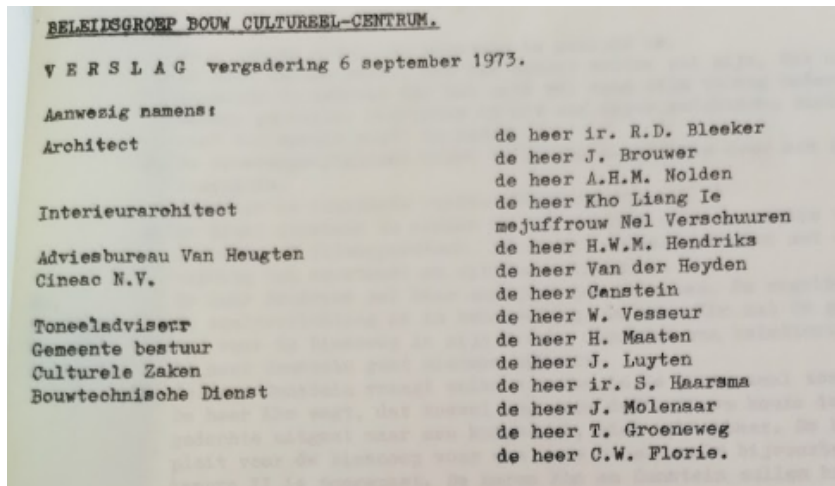 BELEIDSGROEP BOUW CULTUREEL-CENTRUM.
V E R S L A G vergadering 6 september 1973.
Aanwezig namens:
Architect de heer ir. R.D. Bleeker
de heer J. Brouwer
de heer A.H.M. Nolden
Interieurarchitect de heer Kho Liang Ie
mejuffrouw Nel Verschuuren
Adviesbureau Van Heugten de heer H.W.M. Hendriks
Cineac N.V. de heer Van der Heyden
de heer Canstein
Toneeladviseur de heer W. Vesseur
Gemeente bestuur de heer H. Maaten
Culturele Zaken de heer J. Luyten
Bouwtechnische Dienst de heer ir. S. Haarsma
de heer J. Molenaar
de heer T. Groeneweg
de heer C.W. Florie.